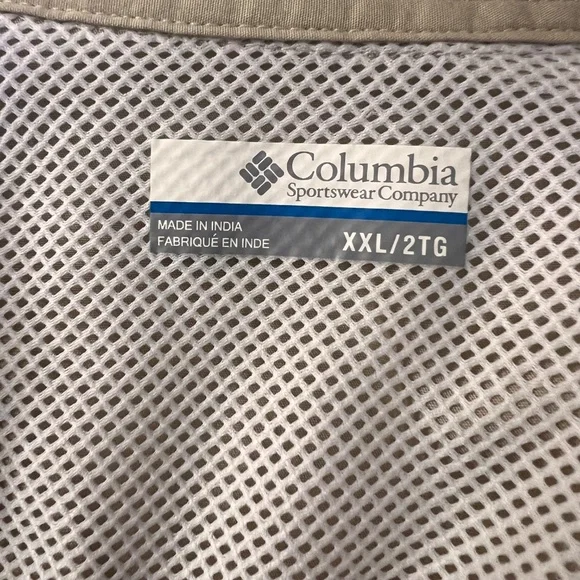 Columbia
Sportswear Company
MADE IN INDIA
FABRIQUÉ EN INDE
XXL/2TG